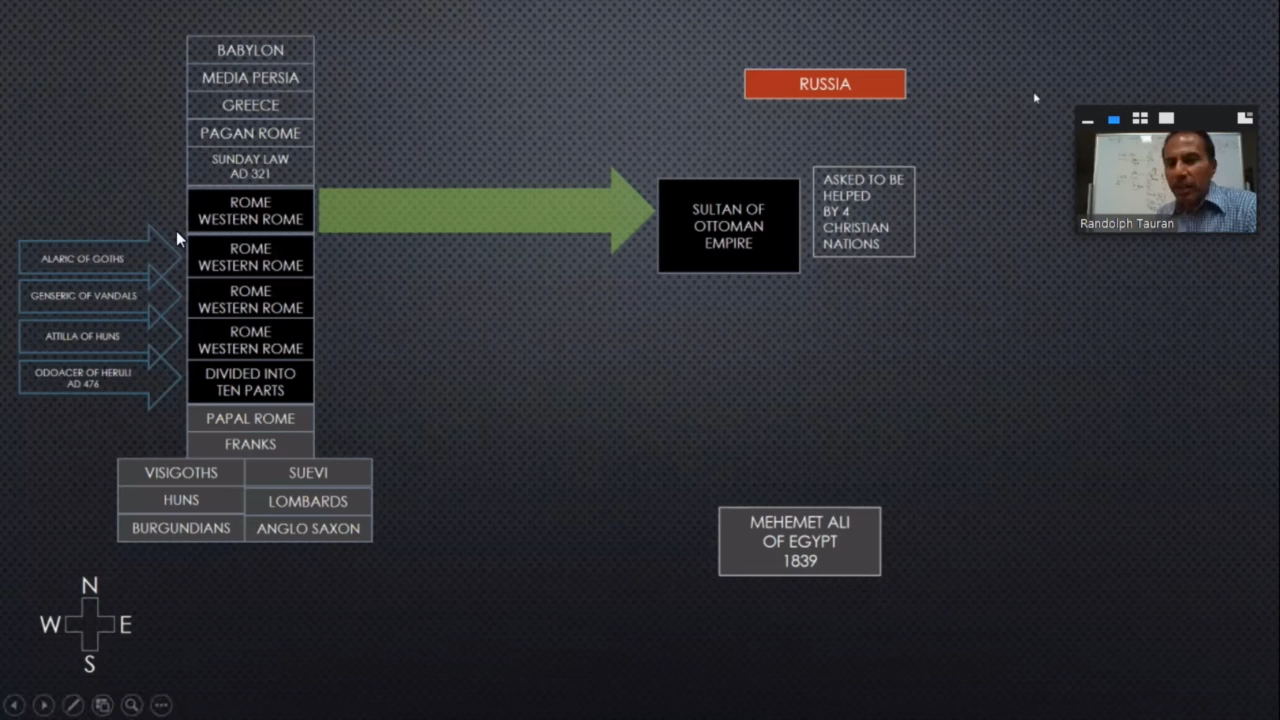 BABYLON
MEDIA PERSIA
GREECE
PAGAN ROME
SUNDAY LAW
AD 321
ROME
WESTERN ROME
ROME
WESTERN ROME
ROME
WESTERN ROME
ROME
WESTERN ROME
DIVIDED INTO
TEN PARTS
PAPAL ROME
FRANKS
VISIGOTHS
SUEVI
HUNS
LOMBARDS
BURGUNDIANS
ANGLO SAXON
ALARIC OF GOTHS
GENSERIC OF VANDALS
ATTILLA OF HUNS
ODOACER OF HERULI
AD 476
N
W E
S
RUSSIA
SULTAN OF
OTTOMAN
EMPIRE
ASKED TO BE
HELPED
BY 4
CHRISTIAN
NATIONS
MEHEMET ALI
OF EGYPT
1839
Randolph Tauran